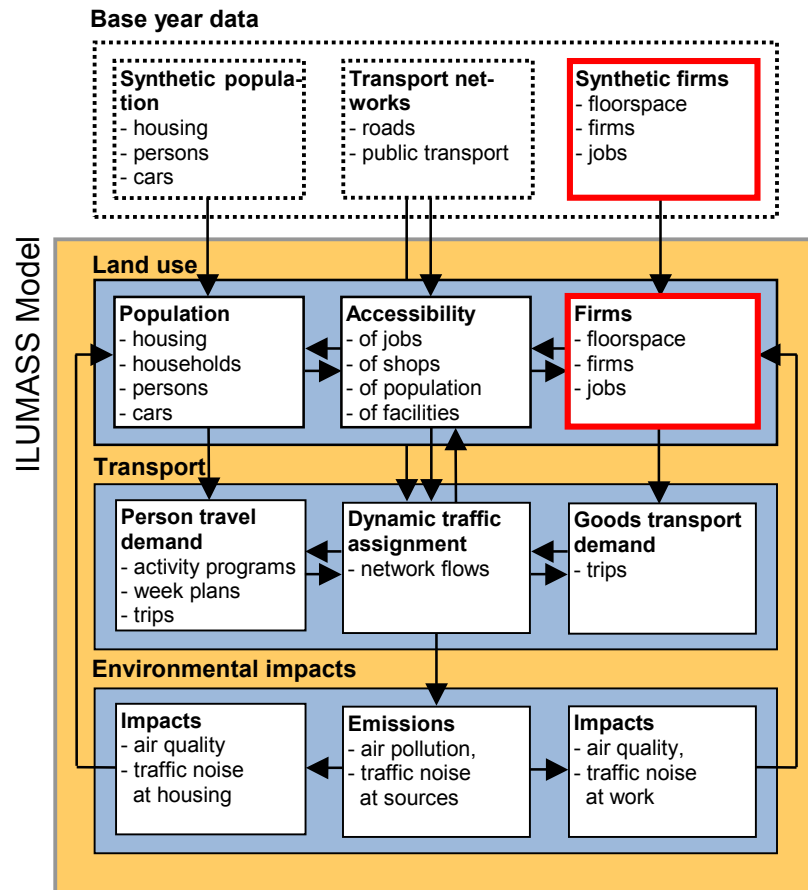 Base year data
Synthetic popula-
tion
- housing
- persons
- cars
Transport net-
works
- roads
- public transport
Synthetic firms
- floorspace
- firms
- jobs
ILUMASS Model
Land use
Population
- housing
- households
- persons
- cars
Accessibility
- of jobs
- of shops
- of population
- of facilities
Firms
- floorspace
- firms
- jobs
Transport
Person travel
demand
- activity programs
- week plans
- trips
Dynamic traffic
assignment
- network flows
Goods transport
demand
- trips
Environmental impacts
Impacts
- air quality
- traffic noise
at housing
Emissions
- air pollution,
- traffic noise
at sources
Impacts
- air quality,
- traffic noise
at work